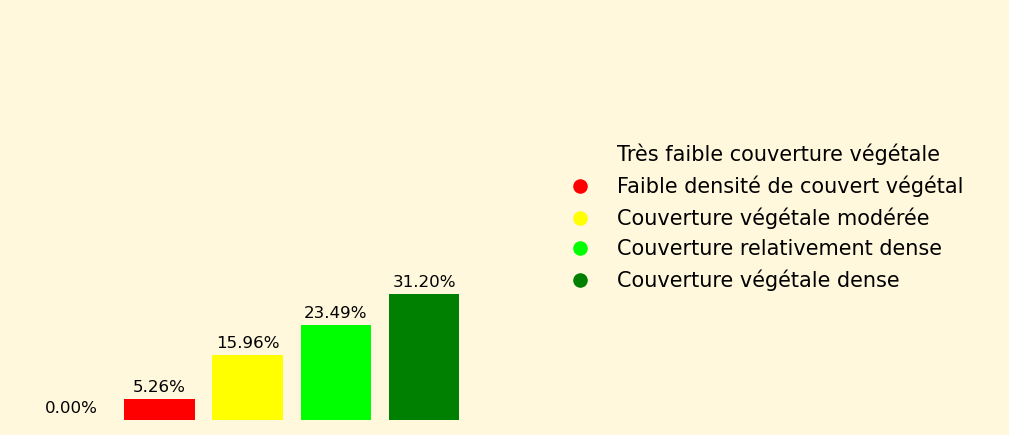 0.00%
5.26%
15.96%
23.49%
31.20%
Très faible couverture végétale
Faible densité de couvert végétal
Couverture végétale modérée
Couverture relativement dense
Couverture végétale dense